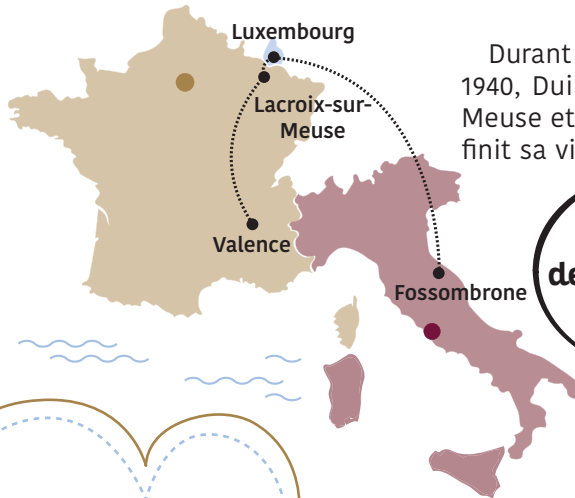 Luxembourg
Lacroix-sur-
Meuse
Valence
Fossombrone
Durant
1940, Dui
Meuse et
finit sa vi
de